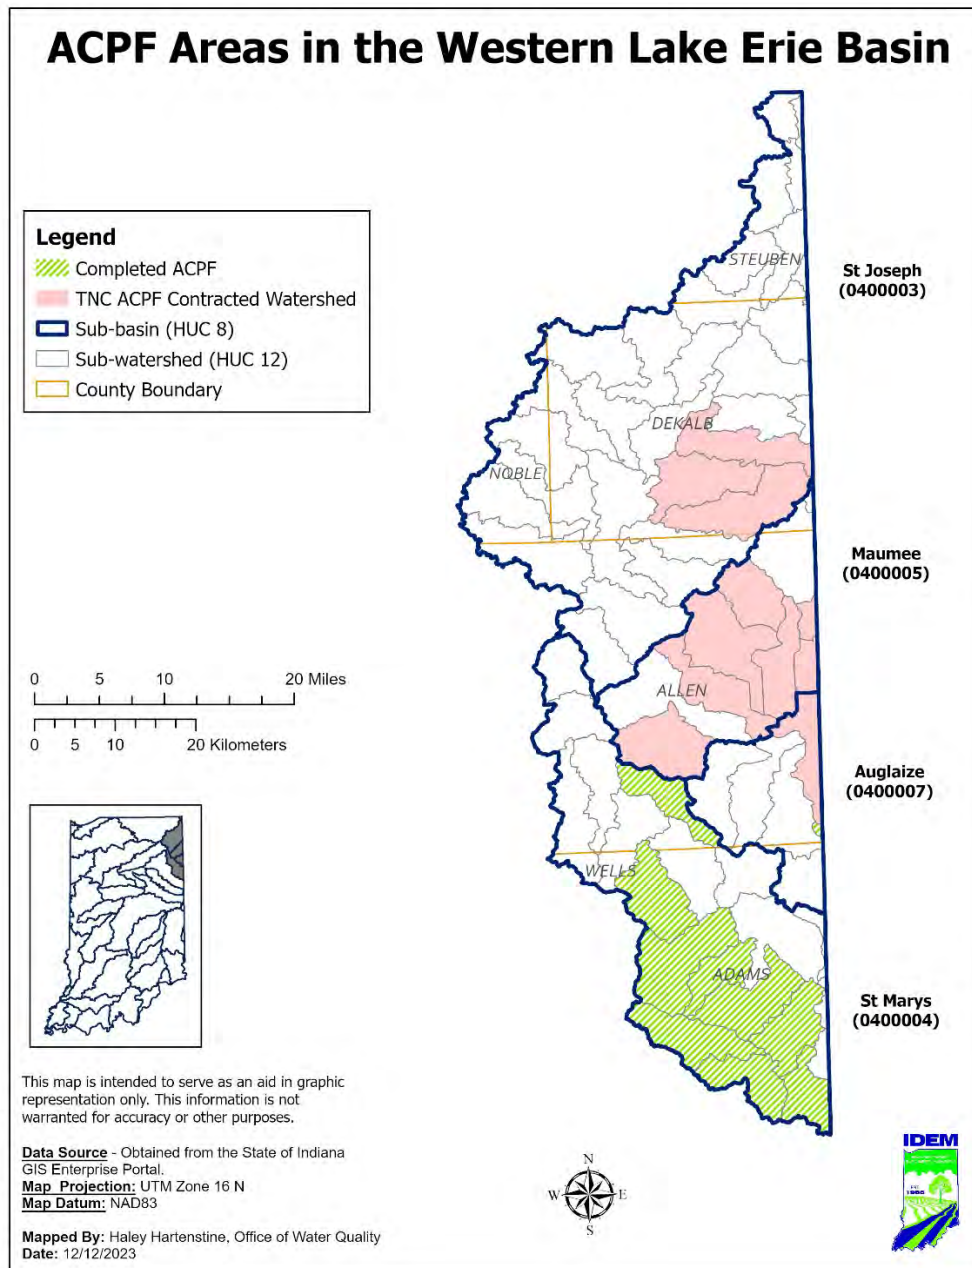 ACPF Areas in the Western Lake Erie Basin
Legend
Completed ACPF
TNC ACPF Contracted Watershed
Sub-basin (HUC 8)
Sub-watershed (HUC 12)
County Boundary
STEUBEN
St Joseph
(0400003)
DEKALB
NOBLE
Maumee
(0400005)
0 5 10 20 Miles
0 5 10 20 Kilometers
ALLEN
Auglaize
(0400007)
WELLS
ADAMS
St Marys
(0400004)
This map is intended to serve as an aid in graphic
representation only. This information is not
warranted for accuracy or other purposes.
Data Source - Obtained from the State of Indiana
GIS Enterprise Portal.
Map Projection: UTM Zone 16 N
Map Datum: NAD83
Mapped By: Haley Hartenstine, Office of Water Quality
Date: 12/12/2023
N
W E
S
IDEM
1986